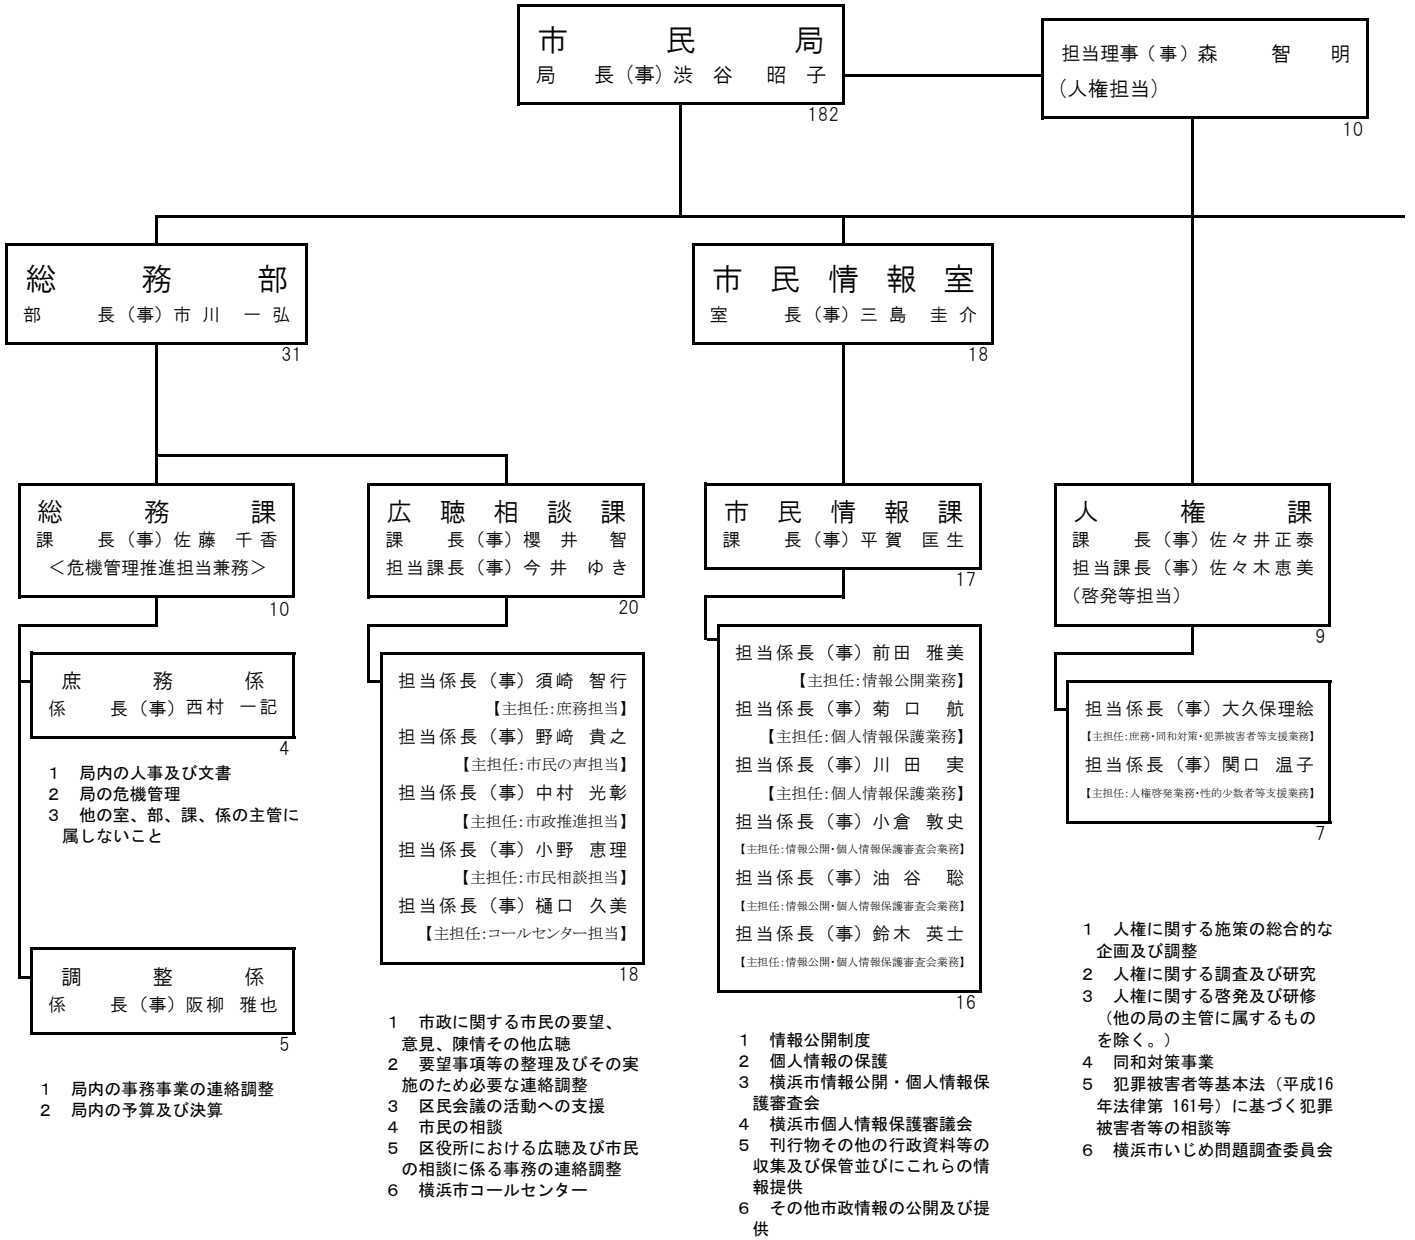 市民局
局長（事）渋谷昭子
182
担当理事（事）森智明
（人権担当）
10
総務部
部長（事）市川一弘
31
市民情報室
室長（事）三島圭介
18
総務課
課長（事）佐藤千香
＜危機管理推進担当兼務＞
10
庶務係
係長（事）西村一記
4
1 局内の人事及び文書
2 局の危機管理
3 他の室、部、課、係の主管に
属しないこと
調整係
係長（事）阪柳雅也
5
1 局内の事務事業の連絡調整
2 局内の予算及び決算
広聴相談課
課長（事）櫻井智
担当課長（事）今井ゆき
20
担当係長（事）須崎智行
【主担任:庶務担当】
担当係長（事）野﨑貴之
【主担任:市民の声担当】
担当係長（事）中村光彰
【主担任:市政推進担当】
担当係長（事）小野恵理
【主担任:市民相談担当】
担当係長（事）樋口久美
【主担任:コールセンター担当】
18
1 市政に関する市民の要望、
意見、陳情その他広聴
2 要望事項等の整理及びその実
施のため必要な連絡調整
3 区民会議の活動への支援
4 市民の相談
5 区役所における広聴及び市民
の相談に係る事務の連絡調整
6 横浜市コールセンター
市民情報課
課長（事）平賀匡生
17
担当係長（事）前田雅美
【主担任:情報公開業務】
担当係長（事）菊口航
【主担任:個人情報保護業務】
担当係長（事）川田実
【主担任:個人情報保護業務】
担当係長（事）小倉敦史
【主担任:情報公開・個人情報保護審査会業務】
担当係長（事）油谷聡
【主担任:情報公開・個人情報保護審査会業務】
担当係長（事）鈴木英士
【主担任:情報公開・個人情報保護審査会業務】
16
1 情報公開制度
2 個人情報の保護
3 横浜市情報公開・個人情報保
護審査会
4 横浜市個人情報保護審議会
5 刊行物その他の行政資料等の
収集及び保管並びにこれらの情
報提供
6 その他市政情報の公開及び提
供
人権課
課長（事）佐々井正泰
担当課長（事）佐々木恵美
（啓発等担当）
9
担当係長（事）大久保理絵
【主担任:庶務・同和対策・犯罪被害者等支援業務】
担当係長（事）関口温子
【主担任:人権啓発業務・性的少数者等支援業務】
7
1 人権に関する施策の総合的な
企画及び調整
2 人権に関する調査及び研究
3 人権に関する啓発及び研修
（他の局の主管に属するもの
を除く。）
4 同和対策事業
5 犯罪被害者等基本法（平成16
年法律第 161号）に基づく犯罪
被害者等の相談等
6 横浜市いじめ問題調査委員会